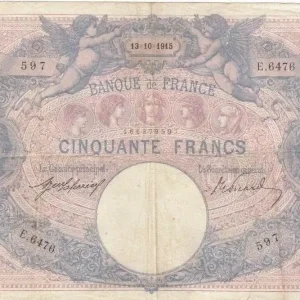 13-10-1915
597
E.6476
BANQUE DE FRANCE
CINQUANTE FRANCS
E.6476
597